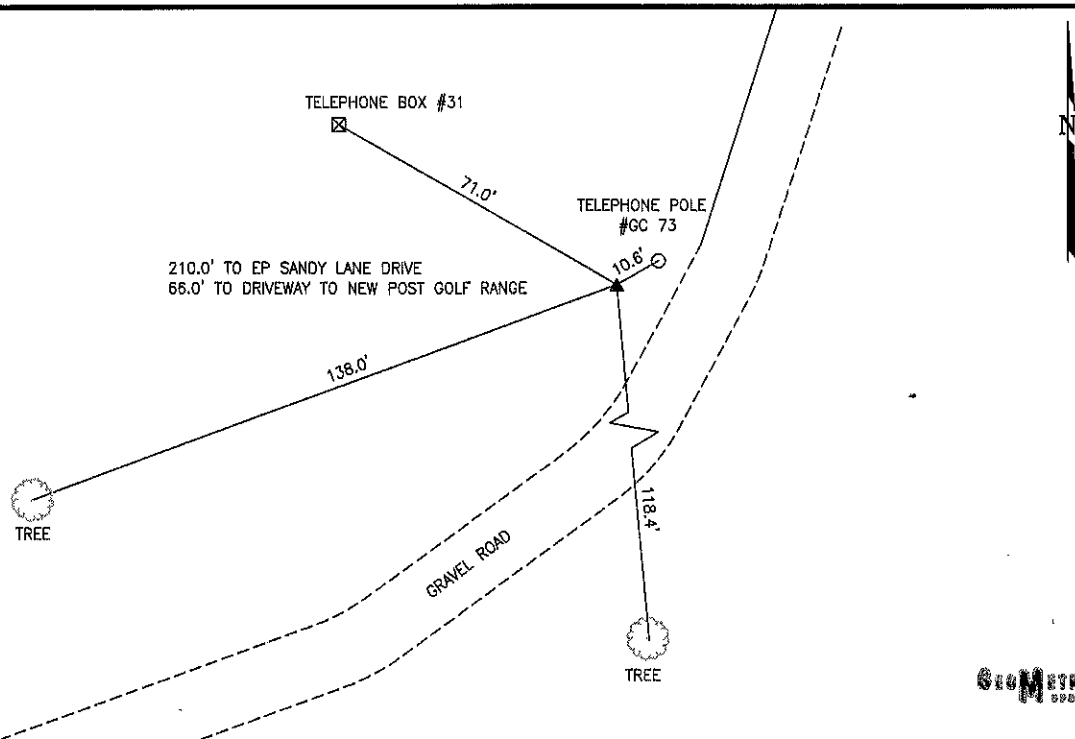 TELEPHONE BOX #31
N
71.0'
TELEPHONE POLE
#GC 73
10.6'
210.0' TO EP SANDY LANE DRIVE
66.0' TO DRIVEWAY TO NEW POST GOLF RANGE
138.0'
TREE
118.4'
GRAVEL ROAD
TREE